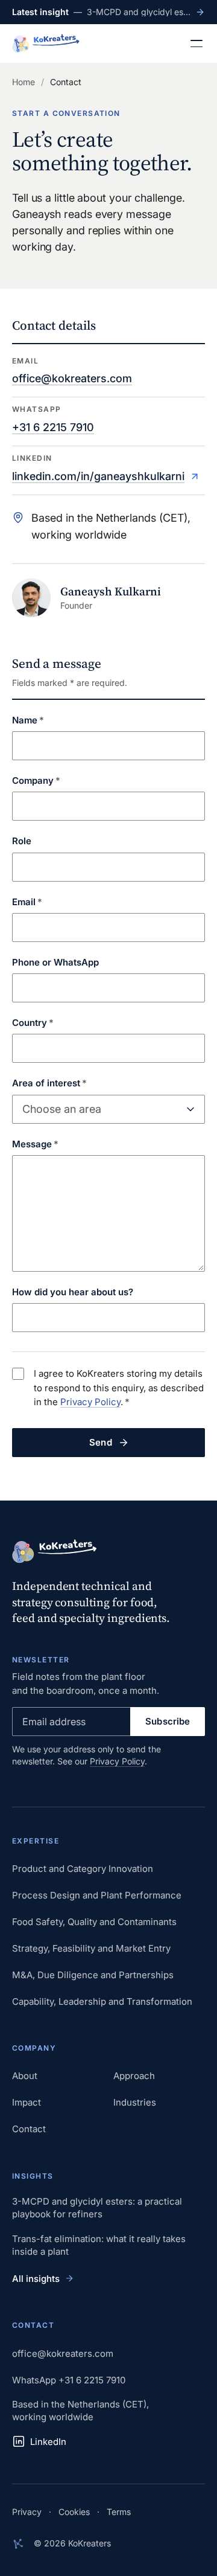 Latest insight — 3-MCPD and glycidyl es... →
KoKreaters
Home / Contact
START A CONVERSATION
Let’s create
something together.
Tell us a little about your challenge.
Ganeaysh reads every message
personally and replies within one
working day.
Contact details
EMAIL
office@kokreaters.com
WHATSAPP
+31 6 2215 7910
LINKEDIN
linkedin.com/in/ganeayshkulkarni
Based in the Netherlands (CET),
working worldwide
Ganeaysh Kulkarni
Founder
Send a message
Fields marked * are required.
Name *
Company *
Role
Email *
Phone or WhatsApp
Country *
Area of interest *
Choose an area
Message *
How did you hear about us?
I agree to KoKreaters storing my details
to respond to this enquiry, as described
in the Privacy Policy. *
Send →
KoKreaters
Independent technical and
strategy consulting for food,
feed and specialty ingredients.
NEWSLETTER
Field notes from the plant floor
and the boardroom, once a month.
Email address Subscribe
We use your address only to send the
newsletter. See our Privacy Policy.
EXPERTISE
Product and Category Innovation
Process Design and Plant Performance
Food Safety, Quality and Contaminants
Strategy, Feasibility and Market Entry
M&A, Due Diligence and Partnerships
Capability, Leadership and Transformation
COMPANY
About Approach
Impact Industries
Contact
INSIGHTS
3-MCPD and glycidyl esters: a practical
playbook for refiners
Trans-fat elimination: what it really takes
inside a plant
All insights →
CONTACT
office@kokreaters.com
WhatsApp +31 6 2215 7910
Based in the Netherlands (CET),
working worldwide
LinkedIn
Privacy · Cookies · Terms
© 2026 KoKreaters